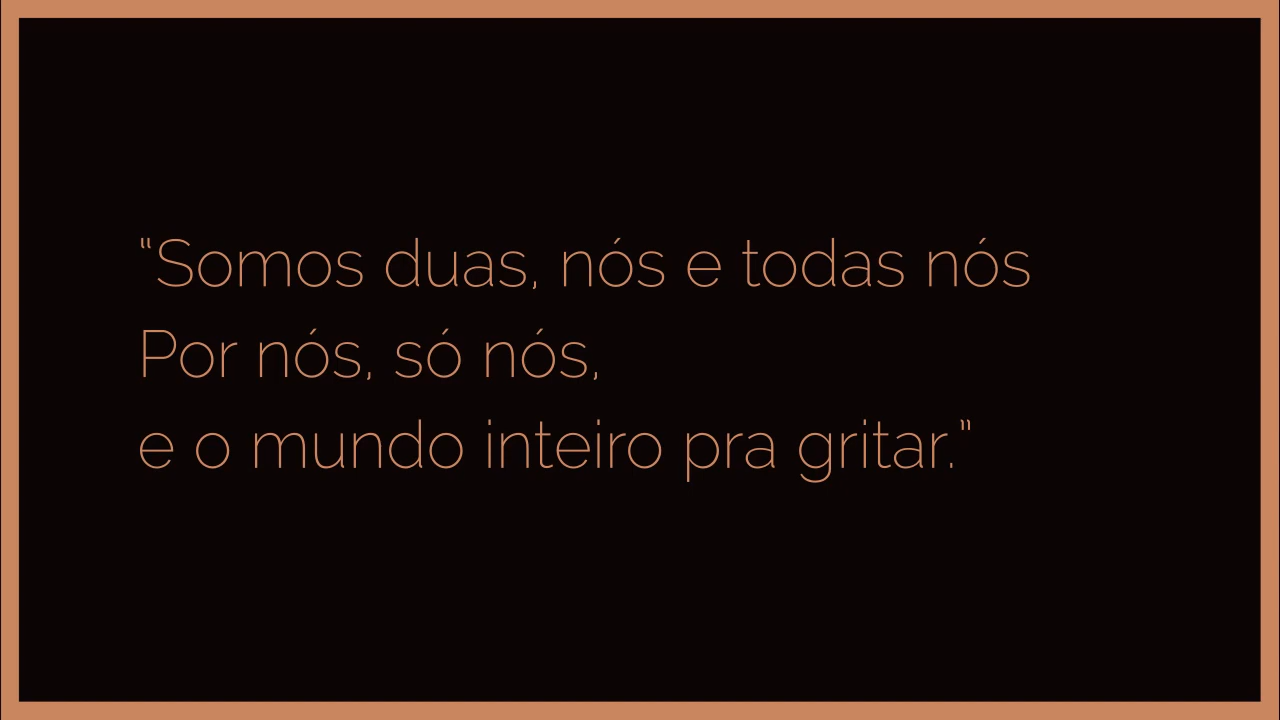 “Somos duas, nós e todas nós
Por nós, só nós,
e o mundo inteiro pra gritar.”